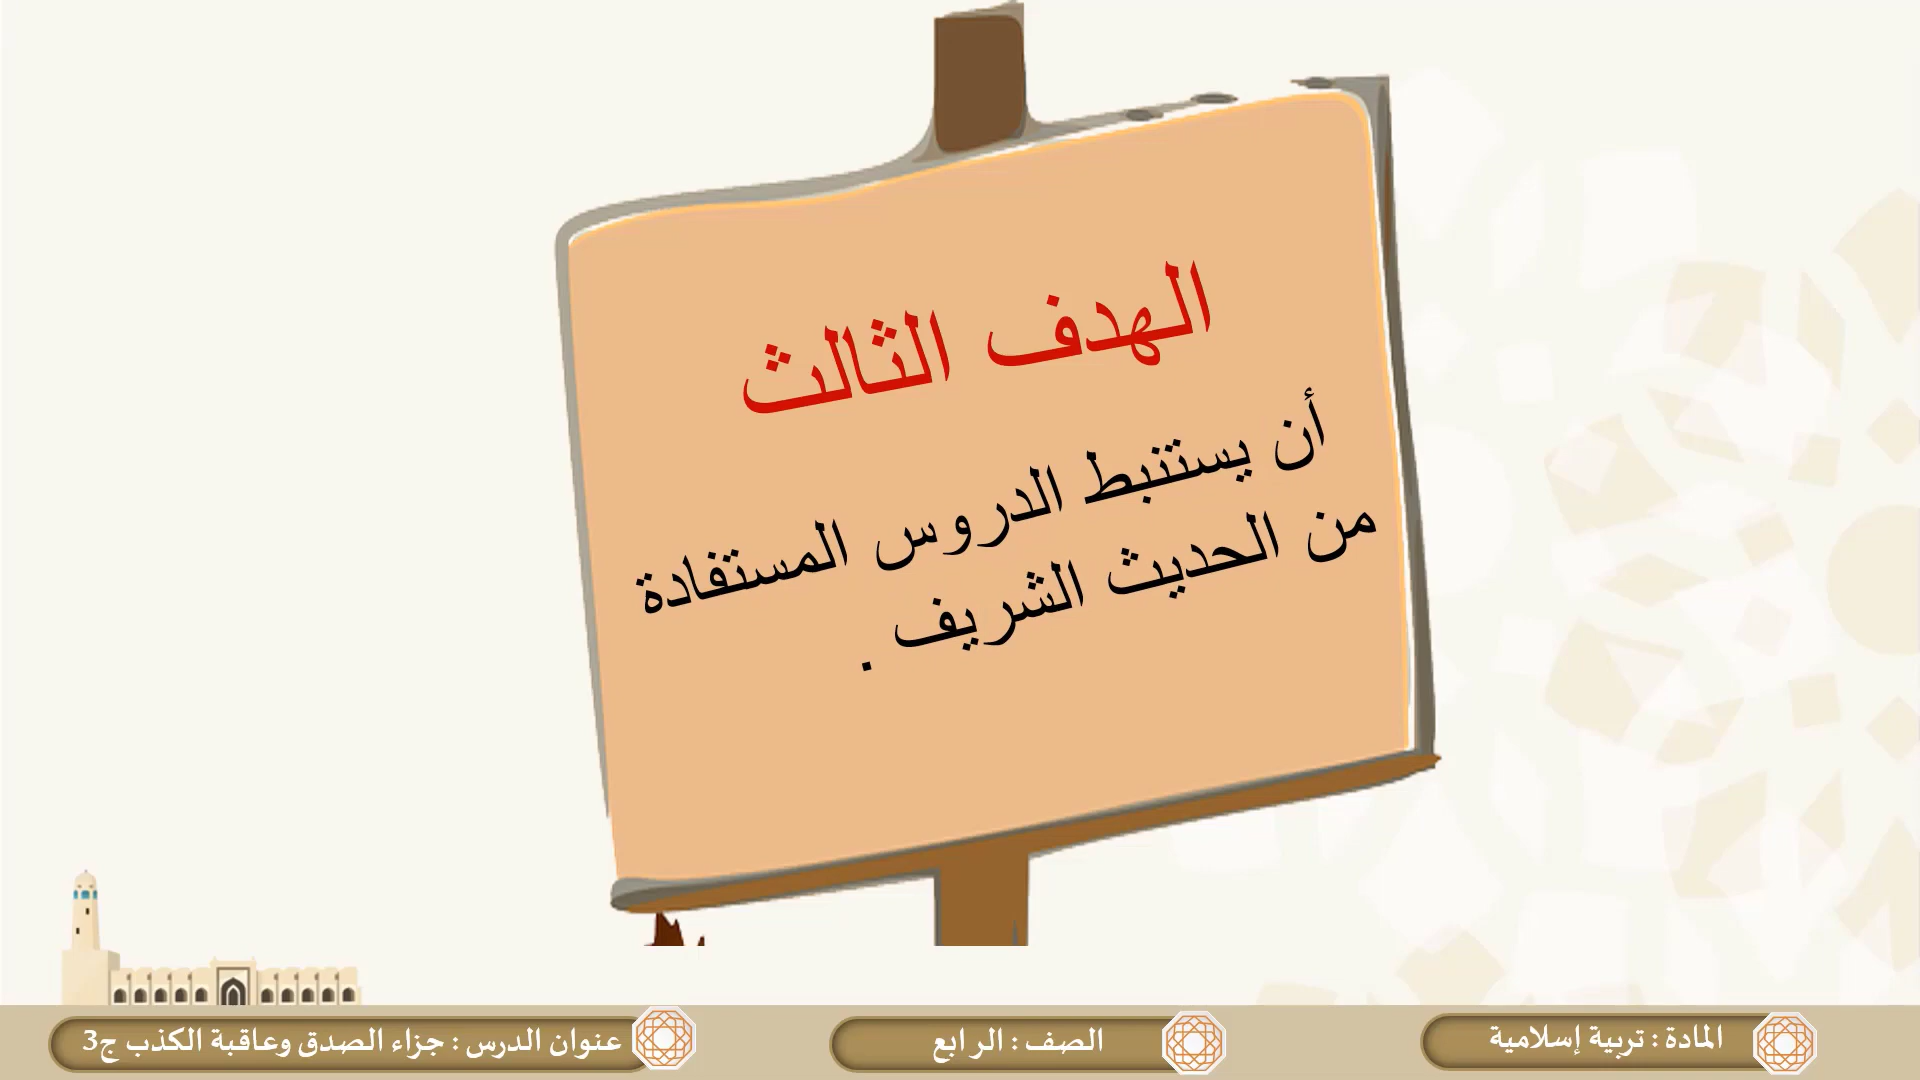 الهدف الثالث
أن يستنبط الدروس المستفادة
من الحديث الشريف .
المادة : تربية إسلامية
الصف : الرابع
عنوان الدرس : جزاء الصدق وعاقبة الكذب ج3